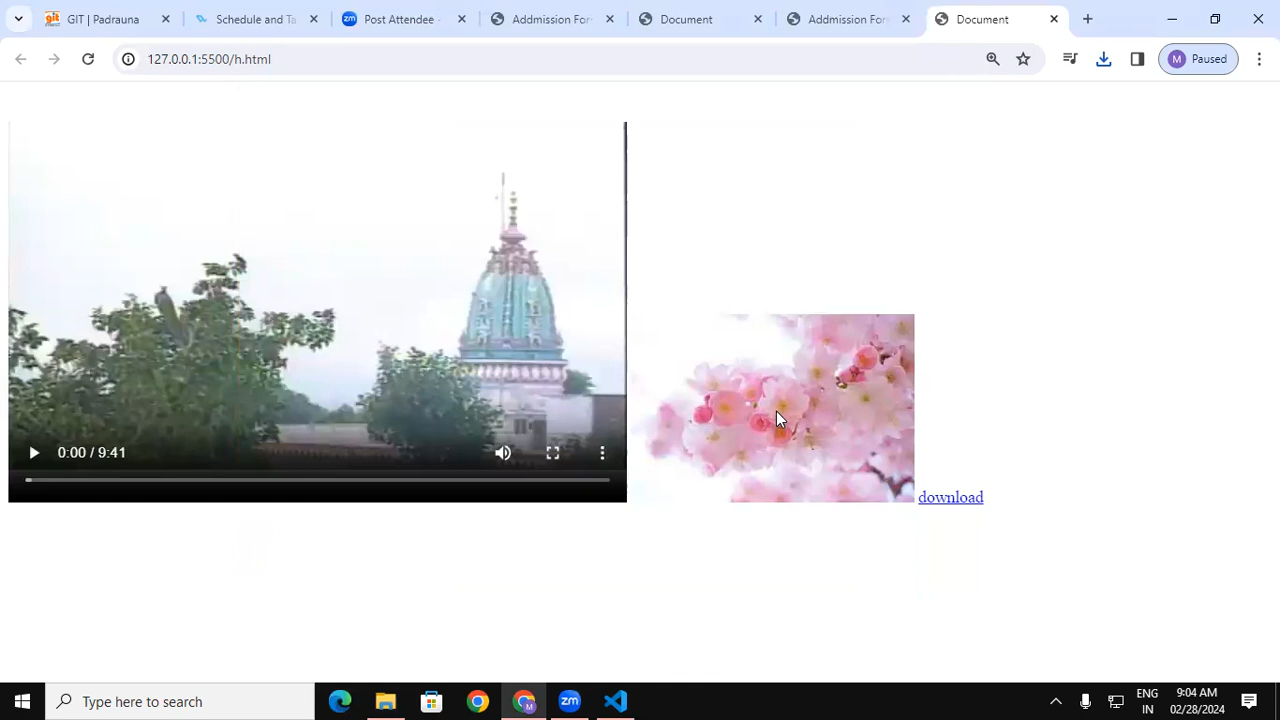 GIT | Padrauna
Schedule and Ta
Post Attendee -
Addmission For
Document
Addmission For
Document
127.0.0.1:5500/h.html
M Paused
0:00 / 9:41
download
Type here to search
ENG
IN
9:04 AM
02/28/2024